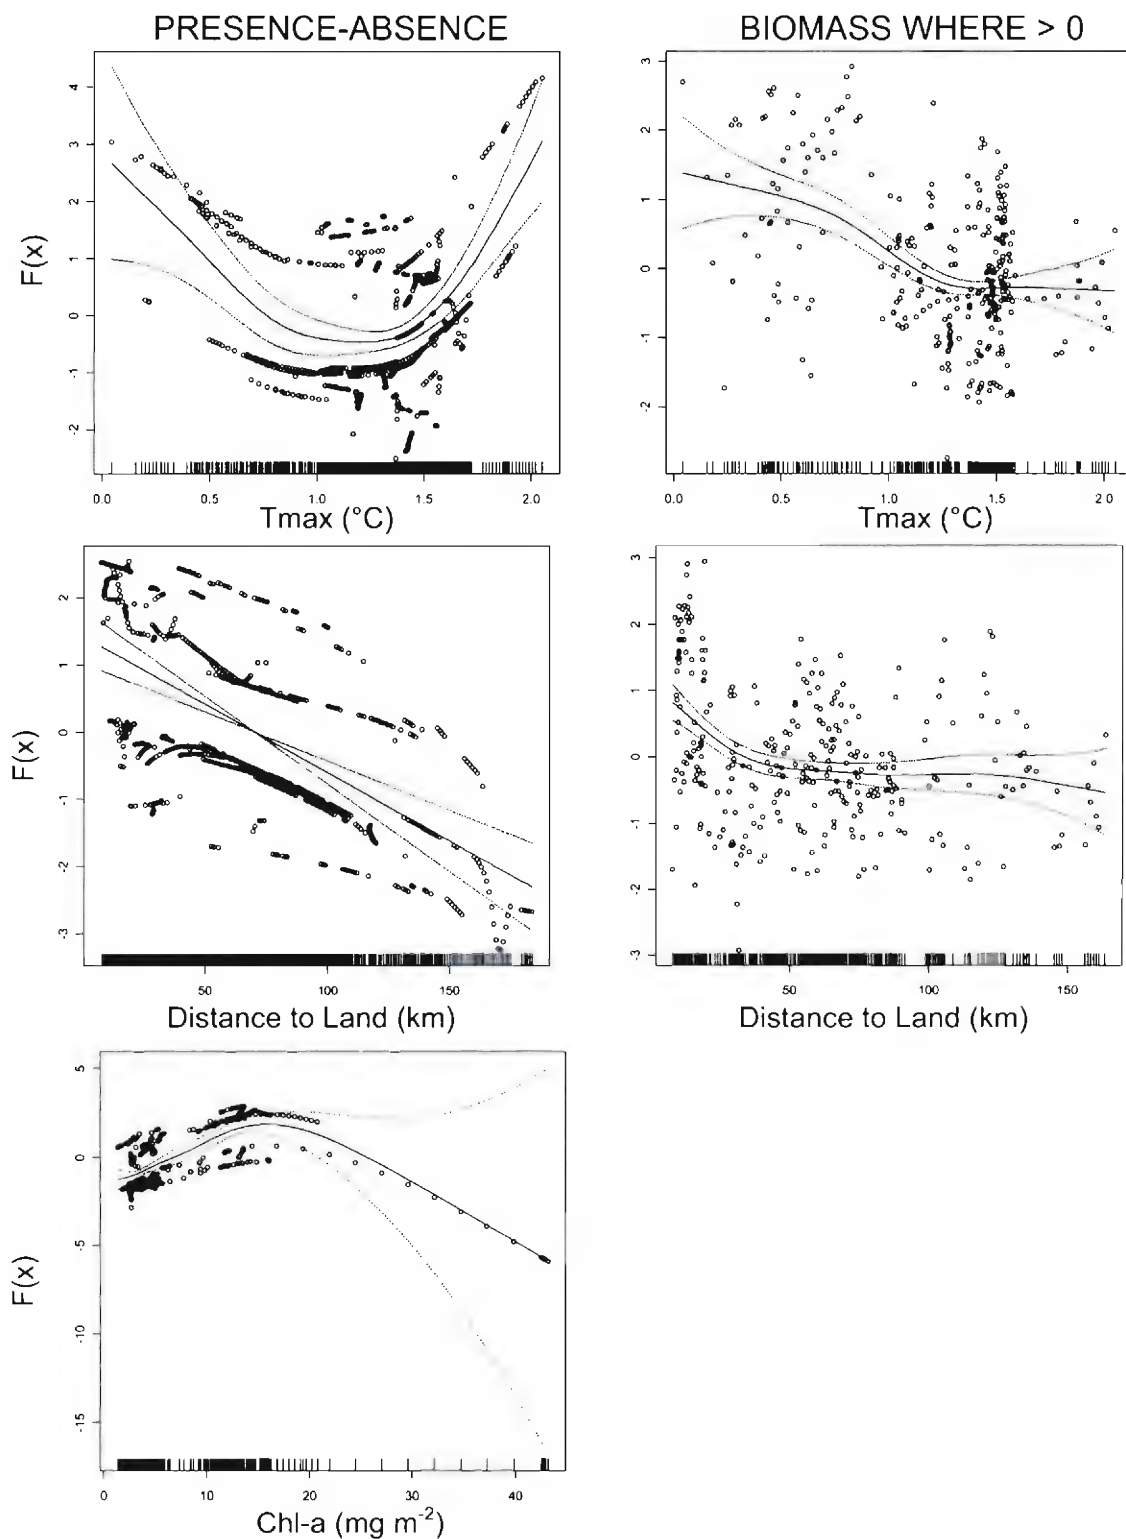 PRESENCE-ABSENCE
BIOMASS WHERE > 0
F(x)
4
3
2
1
0
-1
-2
0.0 0.5 1.0 1.5 2.0
Tmax (°C)
3
2
1
0
-1
-2
0.0 0.5 1.0 1.5 2.0
Tmax (°C)
F(x)
2
1
0
-1
-2
-3
50 100 150
Distance to Land (km)
3
2
1
0
-1
-2
-3
50 100 150
Distance to Land (km)
F(x)
5
0
-5
-10
-15
0 10 20 30 40
Chl-a (mg m⁻²)